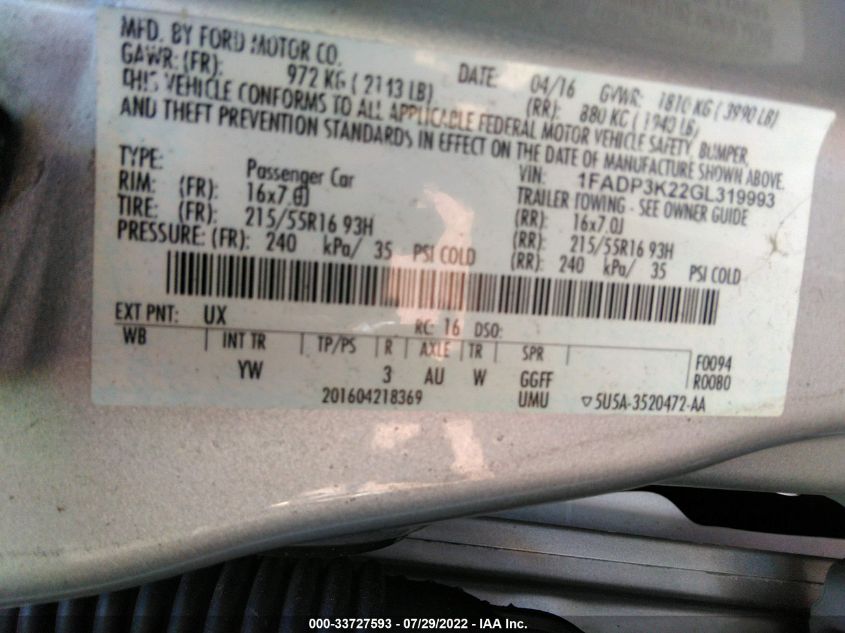 MFD. BY FORD MOTOR CO.
DATE: 04/16 GVWR: 1810 KG ( 3990 LB)
GAWR: (FR): 972 KG ( 2143 LB) (RR): 880 KG ( 1940 LB)
THIS VEHICLE CONFORMS TO ALL APPLICABLE FEDERAL MOTOR VEHICLE SAFETY, BUMPER,
AND THEFT PREVENTION STANDARDS IN EFFECT ON THE DATE OF MANUFACTURE SHOWN ABOVE.
VIN: 1FADP3K22GL319993
TYPE: Passenger Car TRAILER TOWING - SEE OWNER GUIDE
RIM: (FR): 16x7.0J (RR): 16x7.0J
TIRE: (FR): 215/55R16 93H (RR): 215/55R16 93H
PRESSURE: (FR): 240 kPa/ 35 PSI COLD (RR): 240 kPa/ 35 PSI COLD
EXT PNT: UX RC: 16 DSO:
WB INT TR TP/PS R AXLE TR SPR F0094
YW 3 AU W GGFF R0080
201604218369 UMU ▽5U5A-3520472-AA
000-33727593 - 07/29/2022 - IAA Inc.